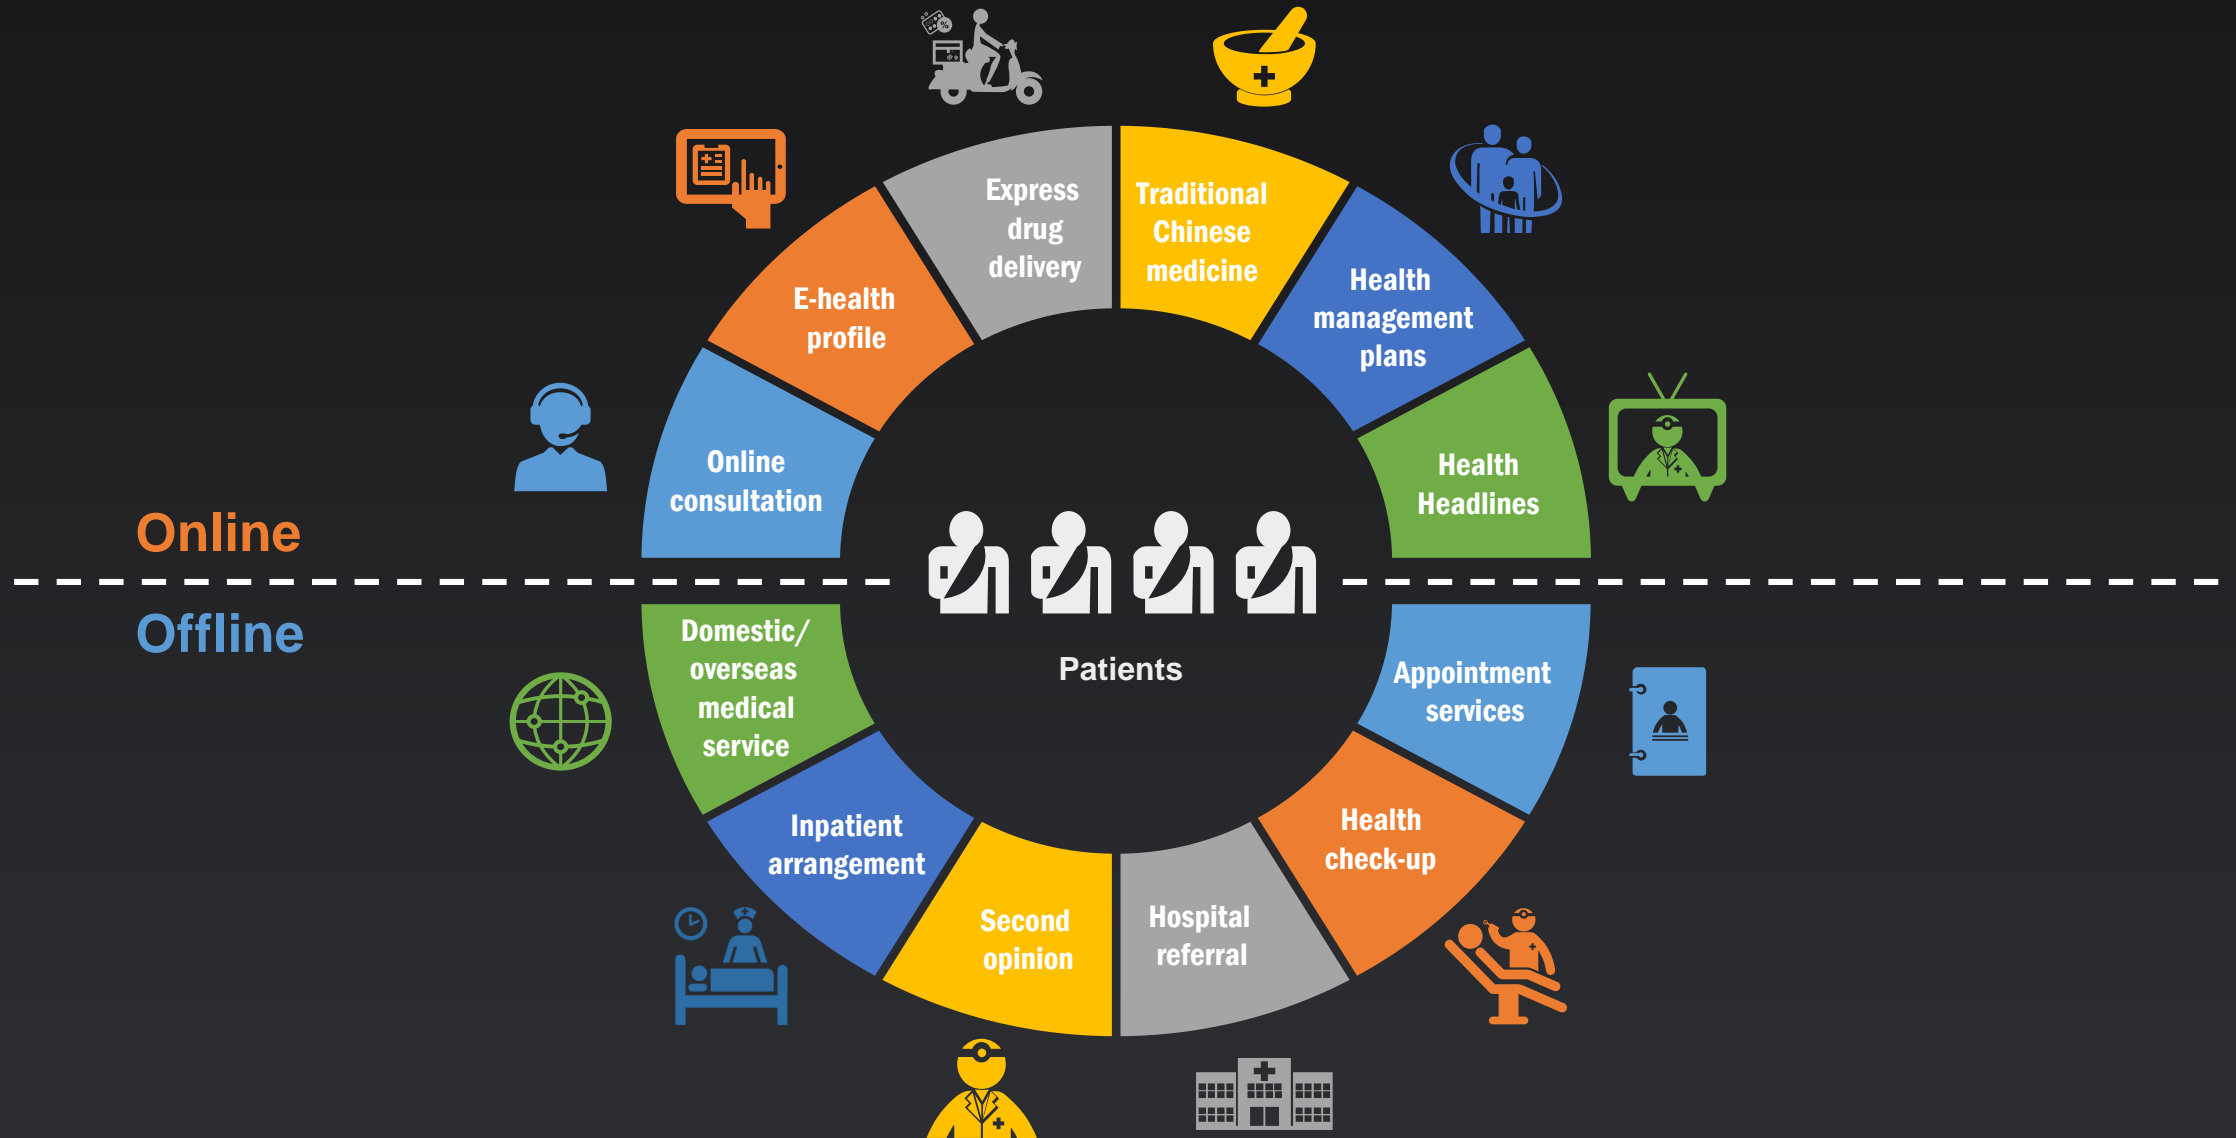 Express
drug
delivery
Traditional
Chinese
medicine
E-health
profile
Health
management
plans
Online
consultation
Health
Headlines
Online
Offline
Patients
Domestic/
overseas
medical
service
Appointment
services
Inpatient
arrangement
Health
check-up
Second
opinion
Hospital
referral